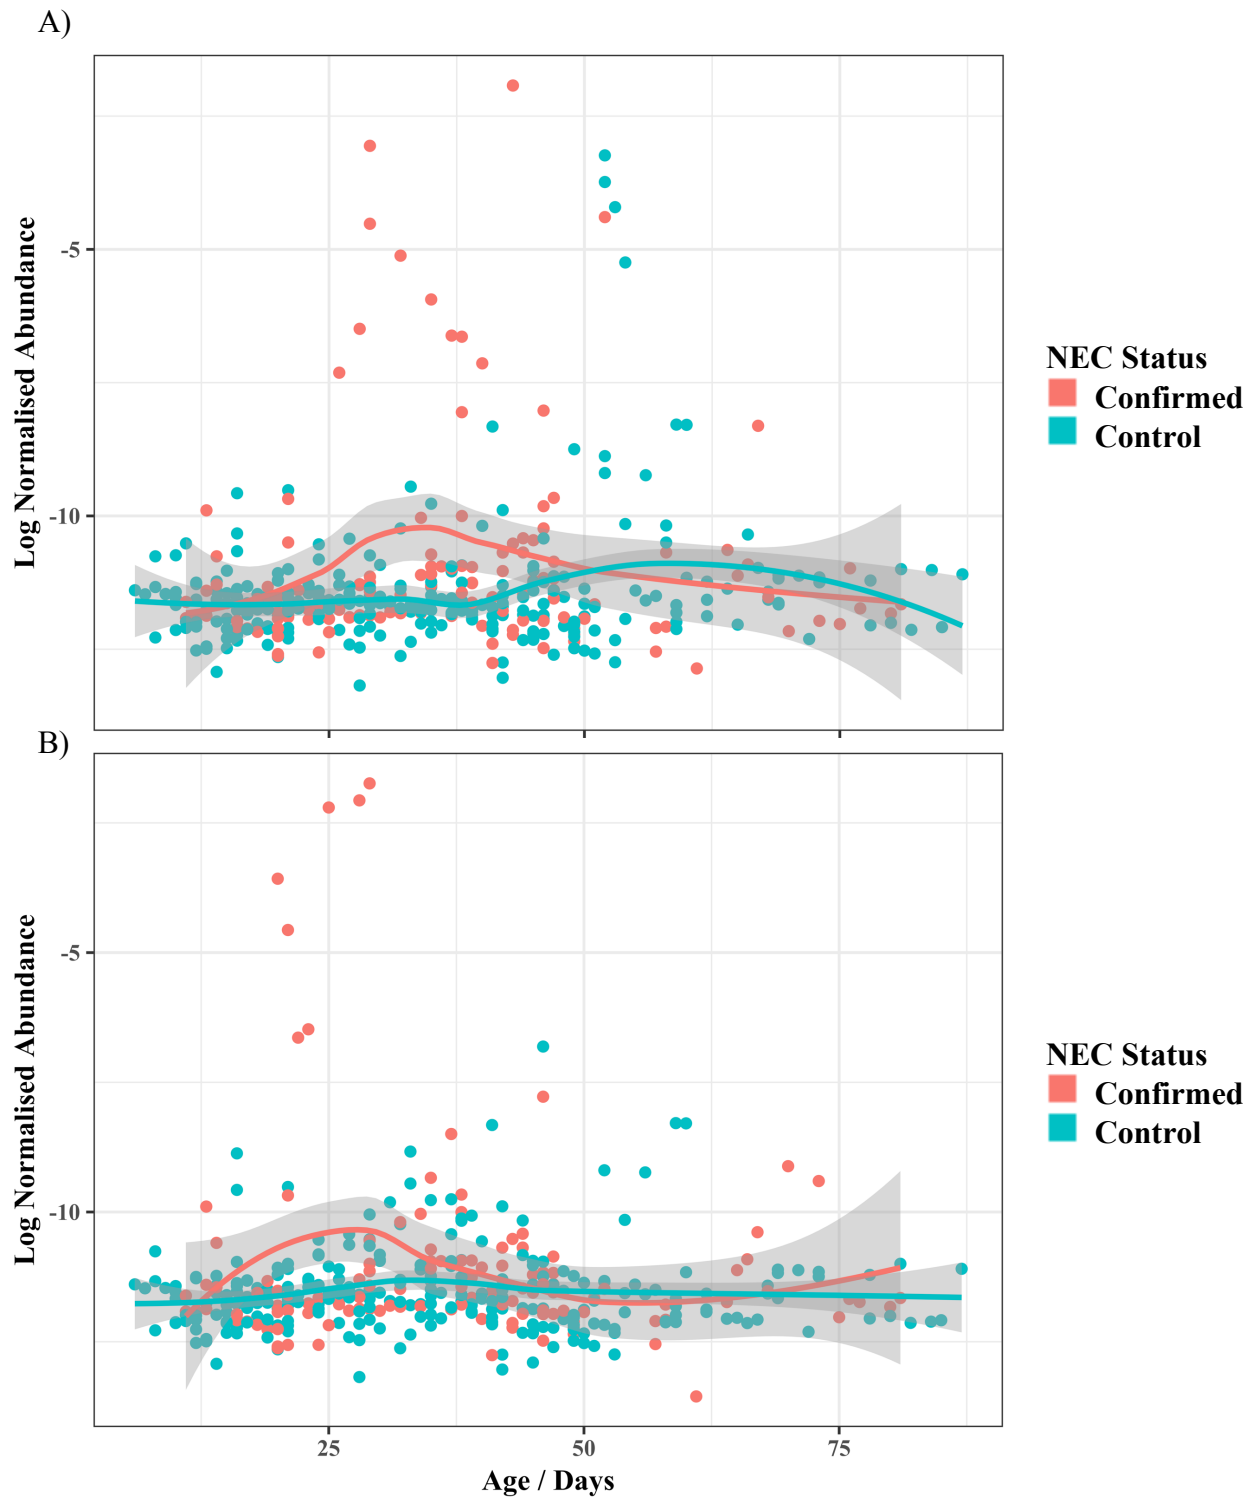 A)
Log Normalised Abundance
-5
-10
NEC Status
Confirmed
Control
B)
Log Normalised Abundance
-5
-10
NEC Status
Confirmed
Control
25
50
75
Age / Days